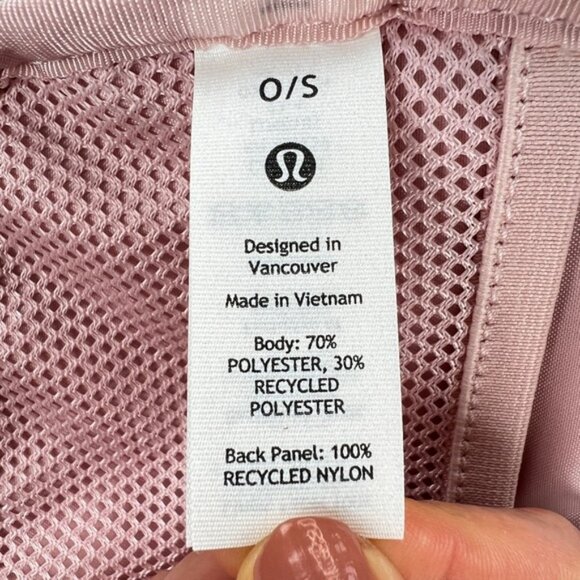 O/S
Designed in
Vancouver
Made in Vietnam
Body: 70%
POLYESTER, 30%
RECYCLED
POLYESTER
Back Panel: 100%
RECYCLED NYLON